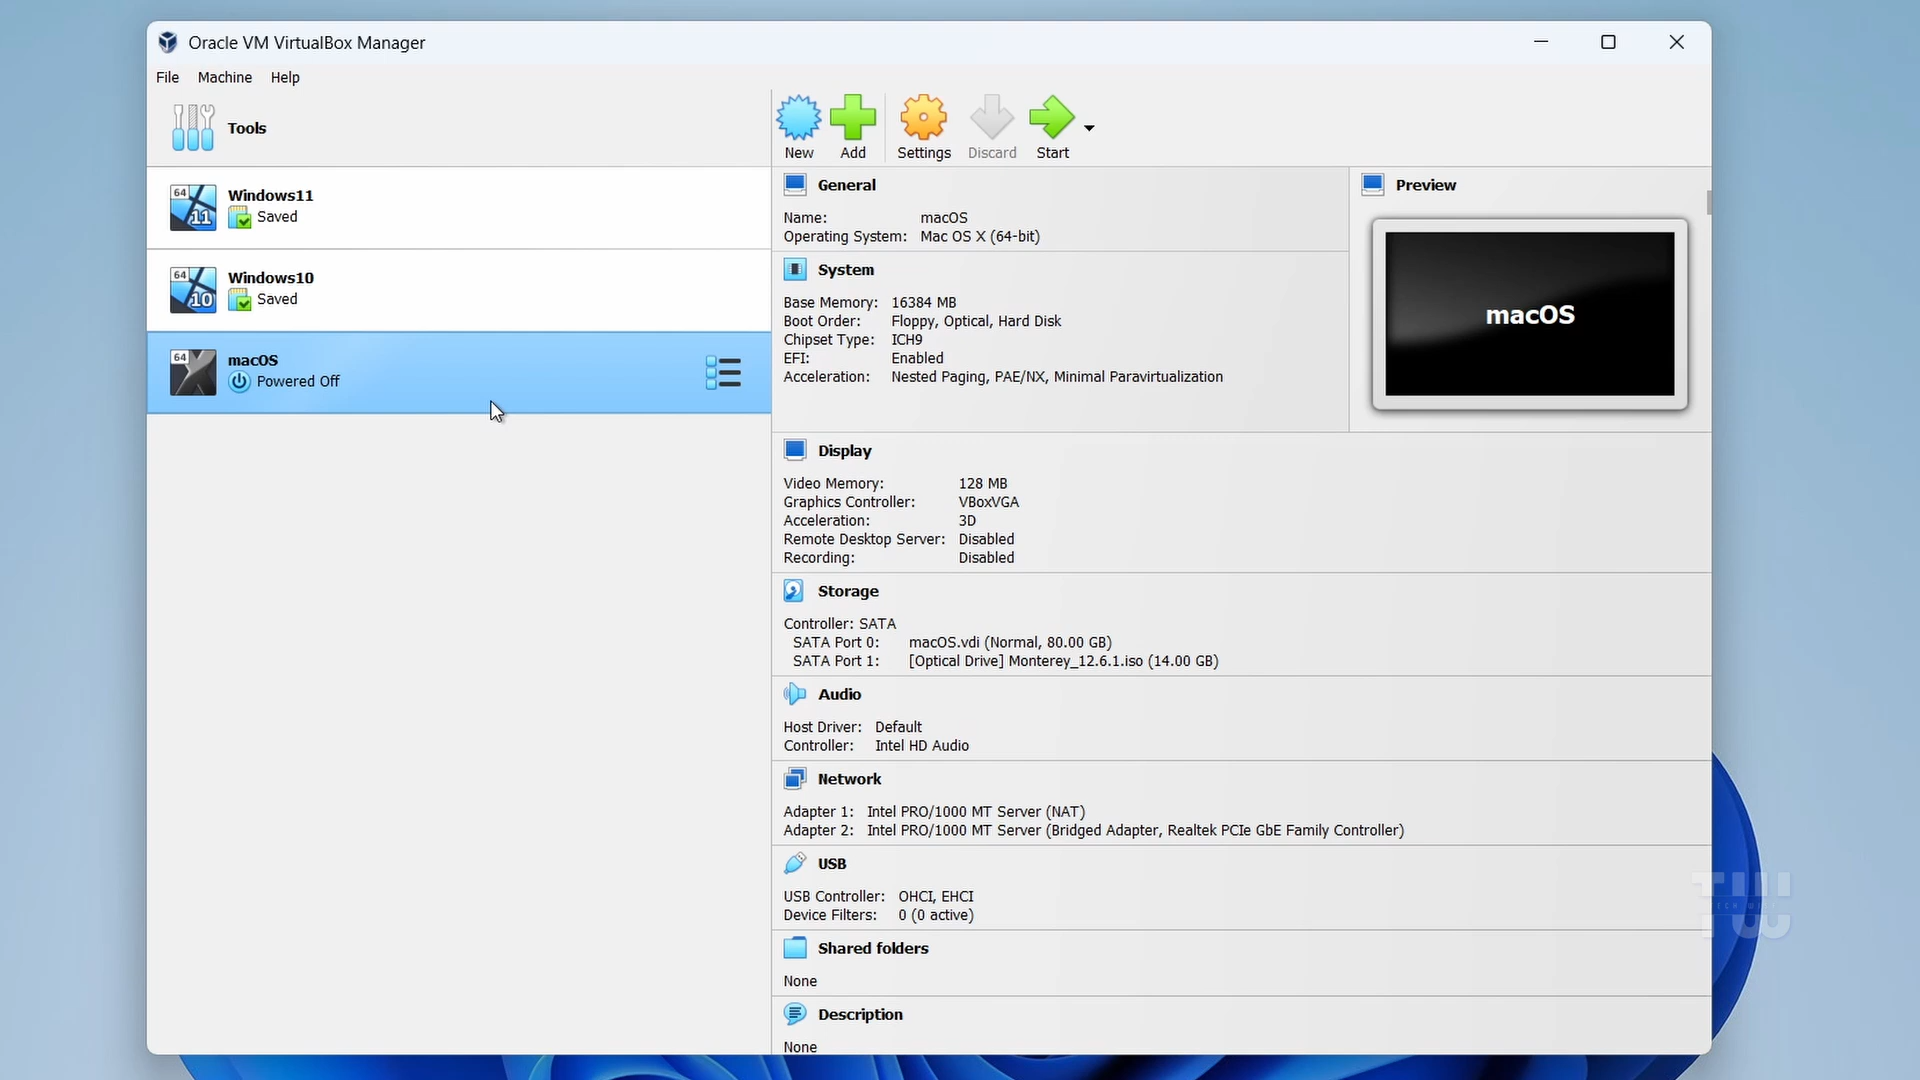 Oracle VM VirtualBox Manager
File Machine Help
Tools
New Add Settings Discard Start
64 11 Windows11
Saved
64 10 Windows10
Saved
64 macOS
Powered Off
General
Name: macOS
Operating System: Mac OS X (64-bit)
Preview
macOS
System
Base Memory: 16384 MB
Boot Order: Floppy, Optical, Hard Disk
Chipset Type: ICH9
EFI: Enabled
Acceleration: Nested Paging, PAE/NX, Minimal Paravirtualization
Display
Video Memory: 128 MB
Graphics Controller: VBoxVGA
Acceleration: 3D
Remote Desktop Server: Disabled
Recording: Disabled
Storage
Controller: SATA
SATA Port 0: macOS.vdi (Normal, 80.00 GB)
SATA Port 1: [Optical Drive] Monterey_12.6.1.iso (14.00 GB)
Audio
Host Driver: Default
Controller: Intel HD Audio
Network
Adapter 1: Intel PRO/1000 MT Server (NAT)
Adapter 2: Intel PRO/1000 MT Server (Bridged Adapter, Realtek PCIe GbE Family Controller)
USB
USB Controller: OHCI, EHCI
Device Filters: 0 (0 active)
Shared folders
None
Description
None